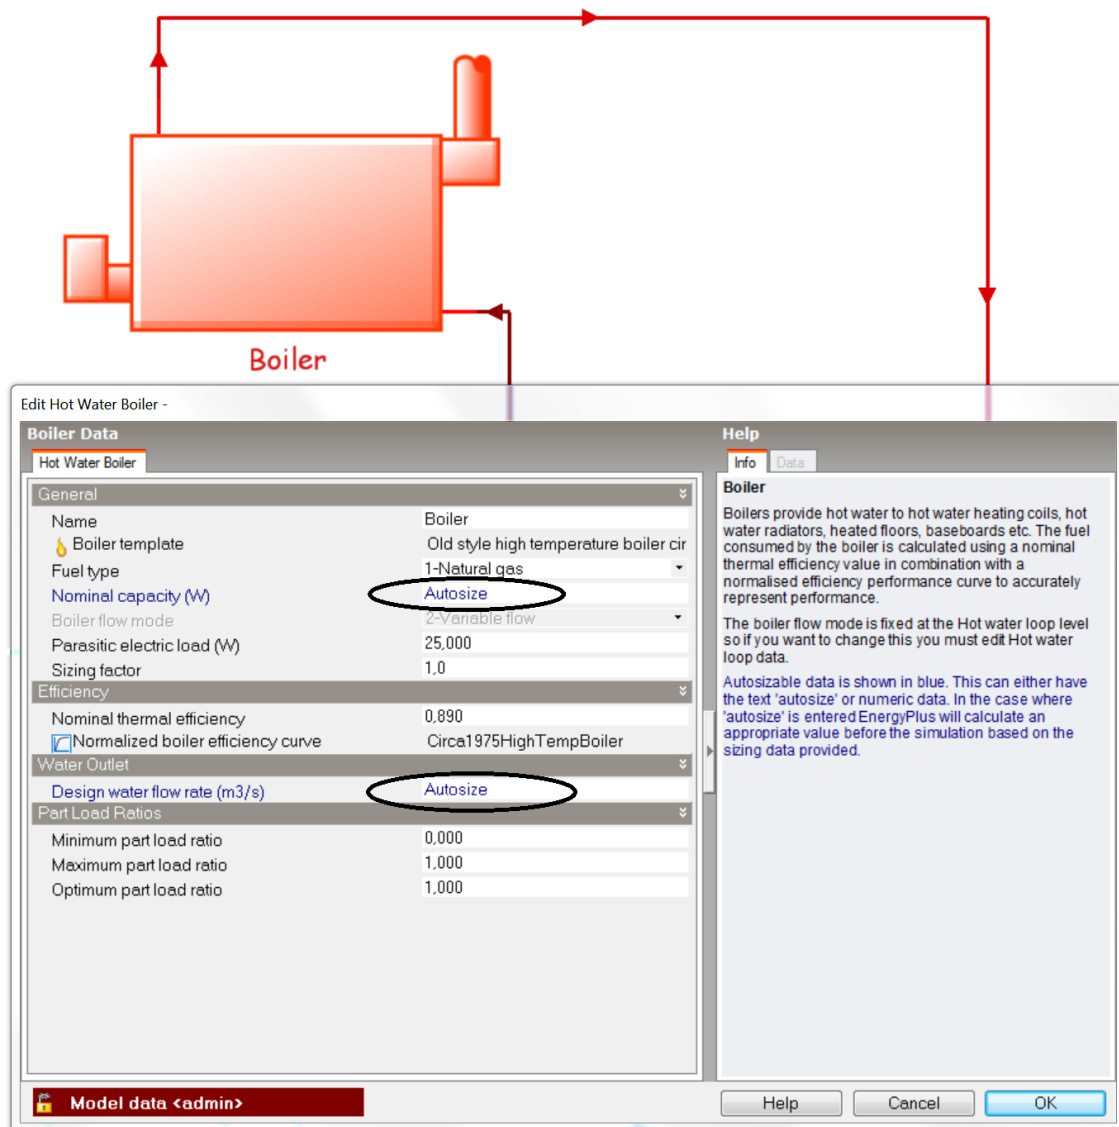 Boiler
Edit Hot Water Boiler -
Boiler Data
Hot Water Boiler
General
Name Boiler
Boiler template Old style high temperature boiler cir
Fuel type 1-Natural gas
Nominal capacity (W) Autosize
Boiler flow mode 2-Variable flow
Parasitic electric load (W) 25,000
Sizing factor 1,0
Efficiency
Nominal thermal efficiency 0,890
Normalized boiler efficiency curve Circa1975HighTempBoiler
Water Outlet
Design water flow rate (m3/s) Autosize
Part Load Ratios
Minimum part load ratio 0,000
Maximum part load ratio 1,000
Optimum part load ratio 1,000
Help
Info Data
Boiler
Boilers provide hot water to hot water heating coils, hot
water radiators, heated floors, baseboards etc. The fuel
consumed by the boiler is calculated using a nominal
thermal efficiency value in combination with a
normalised efficiency performance curve to accurately
represent performance.
The boiler flow mode is fixed at the Hot water loop level
so if you want to change this you must edit Hot water
loop data.
Autosizable data is shown in blue. This can either have
the text 'autosize' or numeric data. In the case where
'autosize' is entered EnergyPlus will calculate an
appropriate value before the simulation based on the
sizing data provided.
Model data <admin>
Help Cancel OK